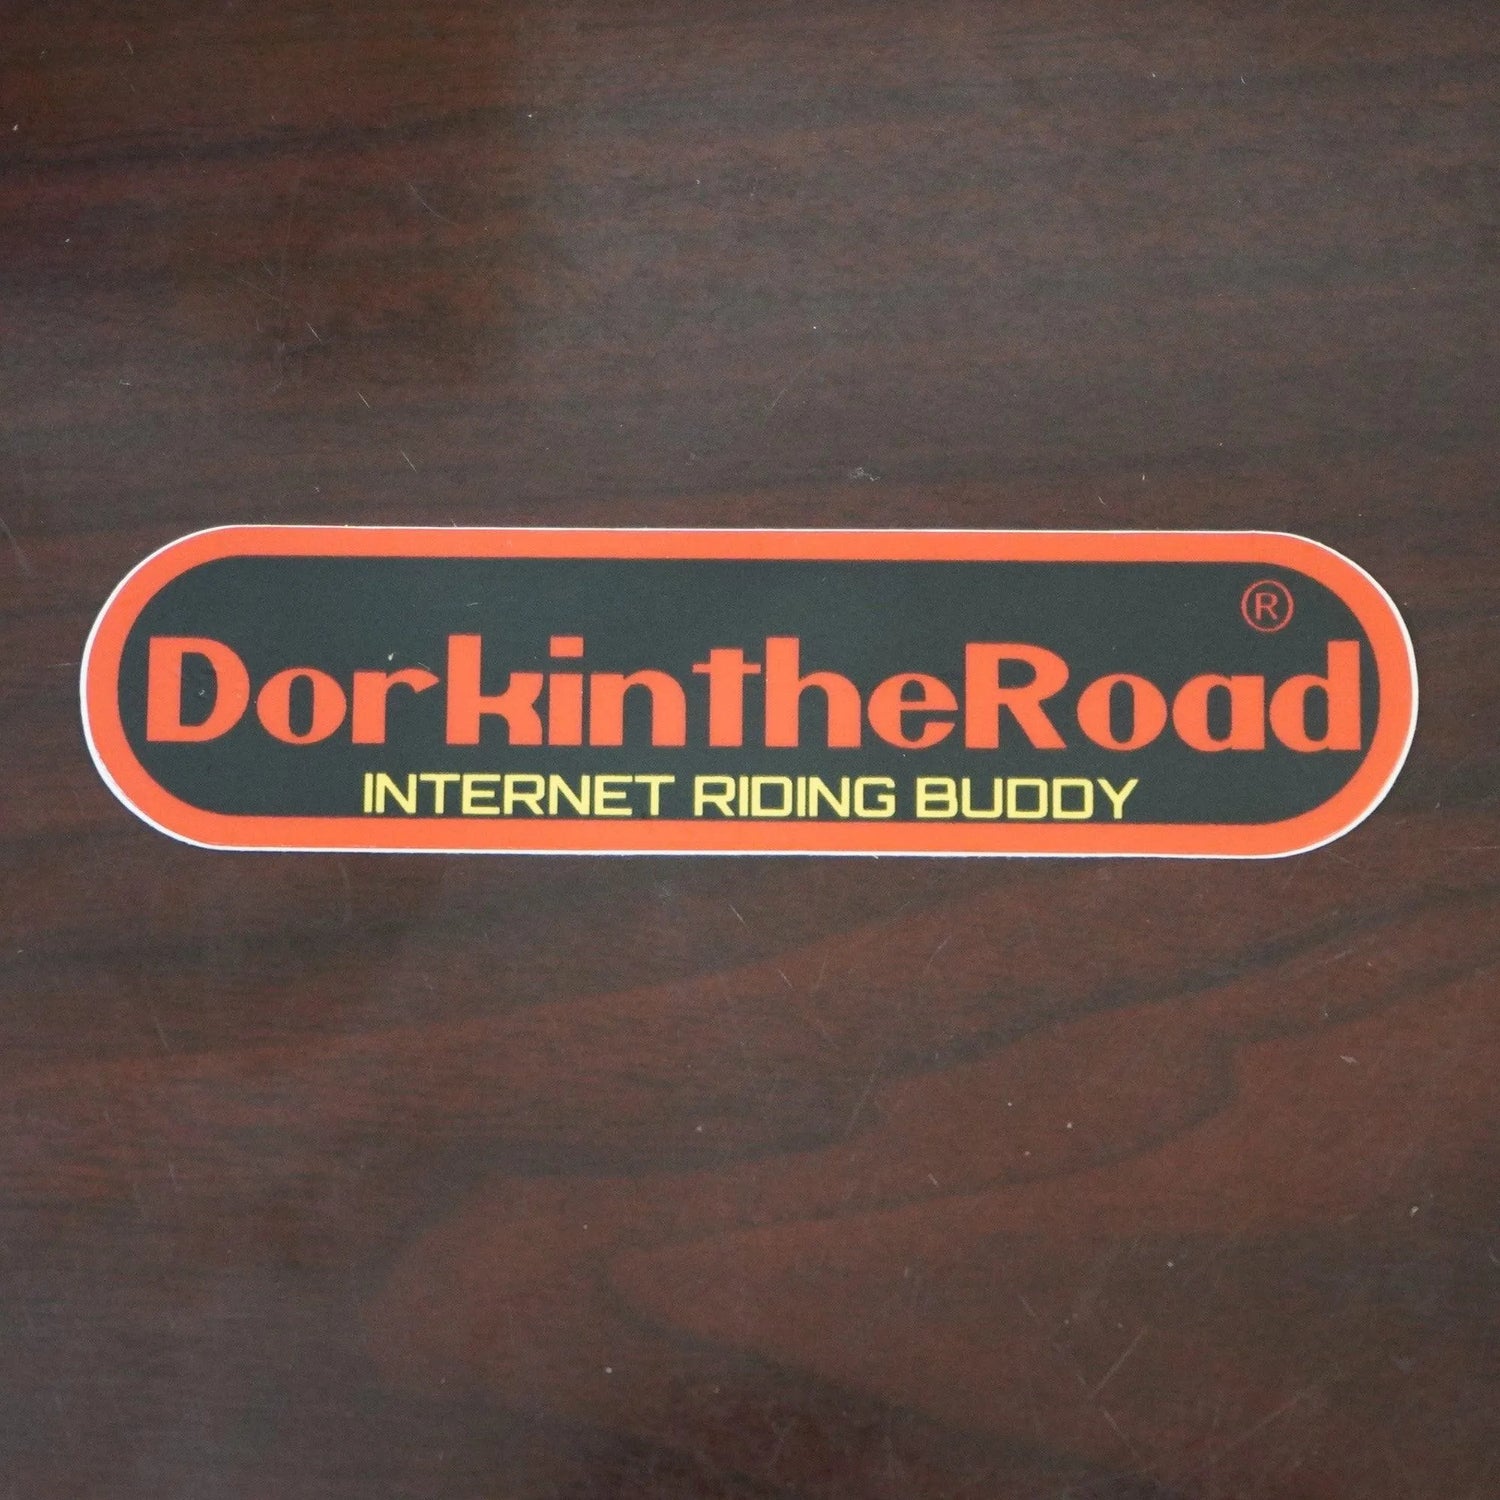 ®
DorkintheRoad
INTERNET RIDING BUDDY